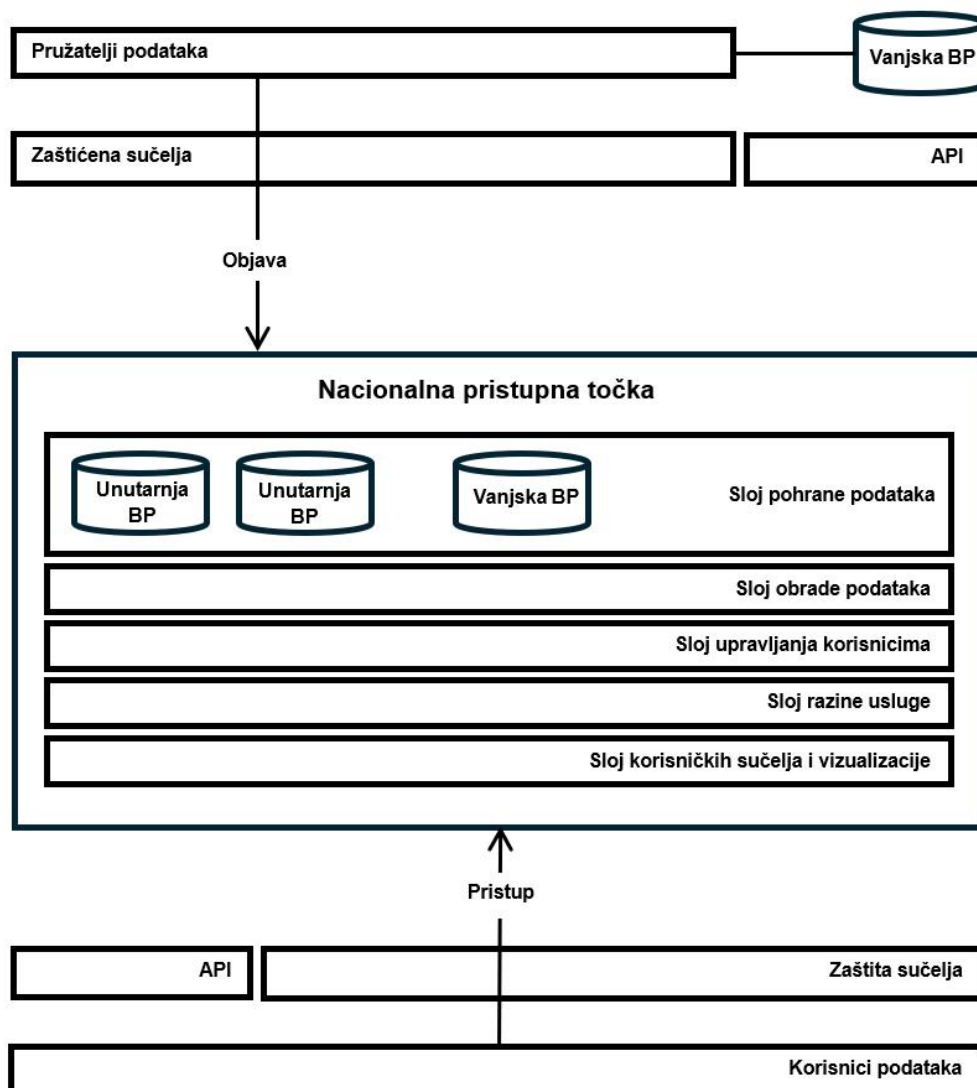 Pružatelji podataka
Vanjska BP
Zaštićena sučelja
API
Objava
Nacionalna pristupna točka
Unutarnja
BP
Unutarnja
BP
Vanjska BP
Sloj pohrane podataka
Sloj obrade podataka
Sloj upravljanja korisnicima
Sloj razine usluge
Sloj korisničkih sučelja i vizualizacije
Pristup
API
Zaštita sučelja
Korisnici podataka